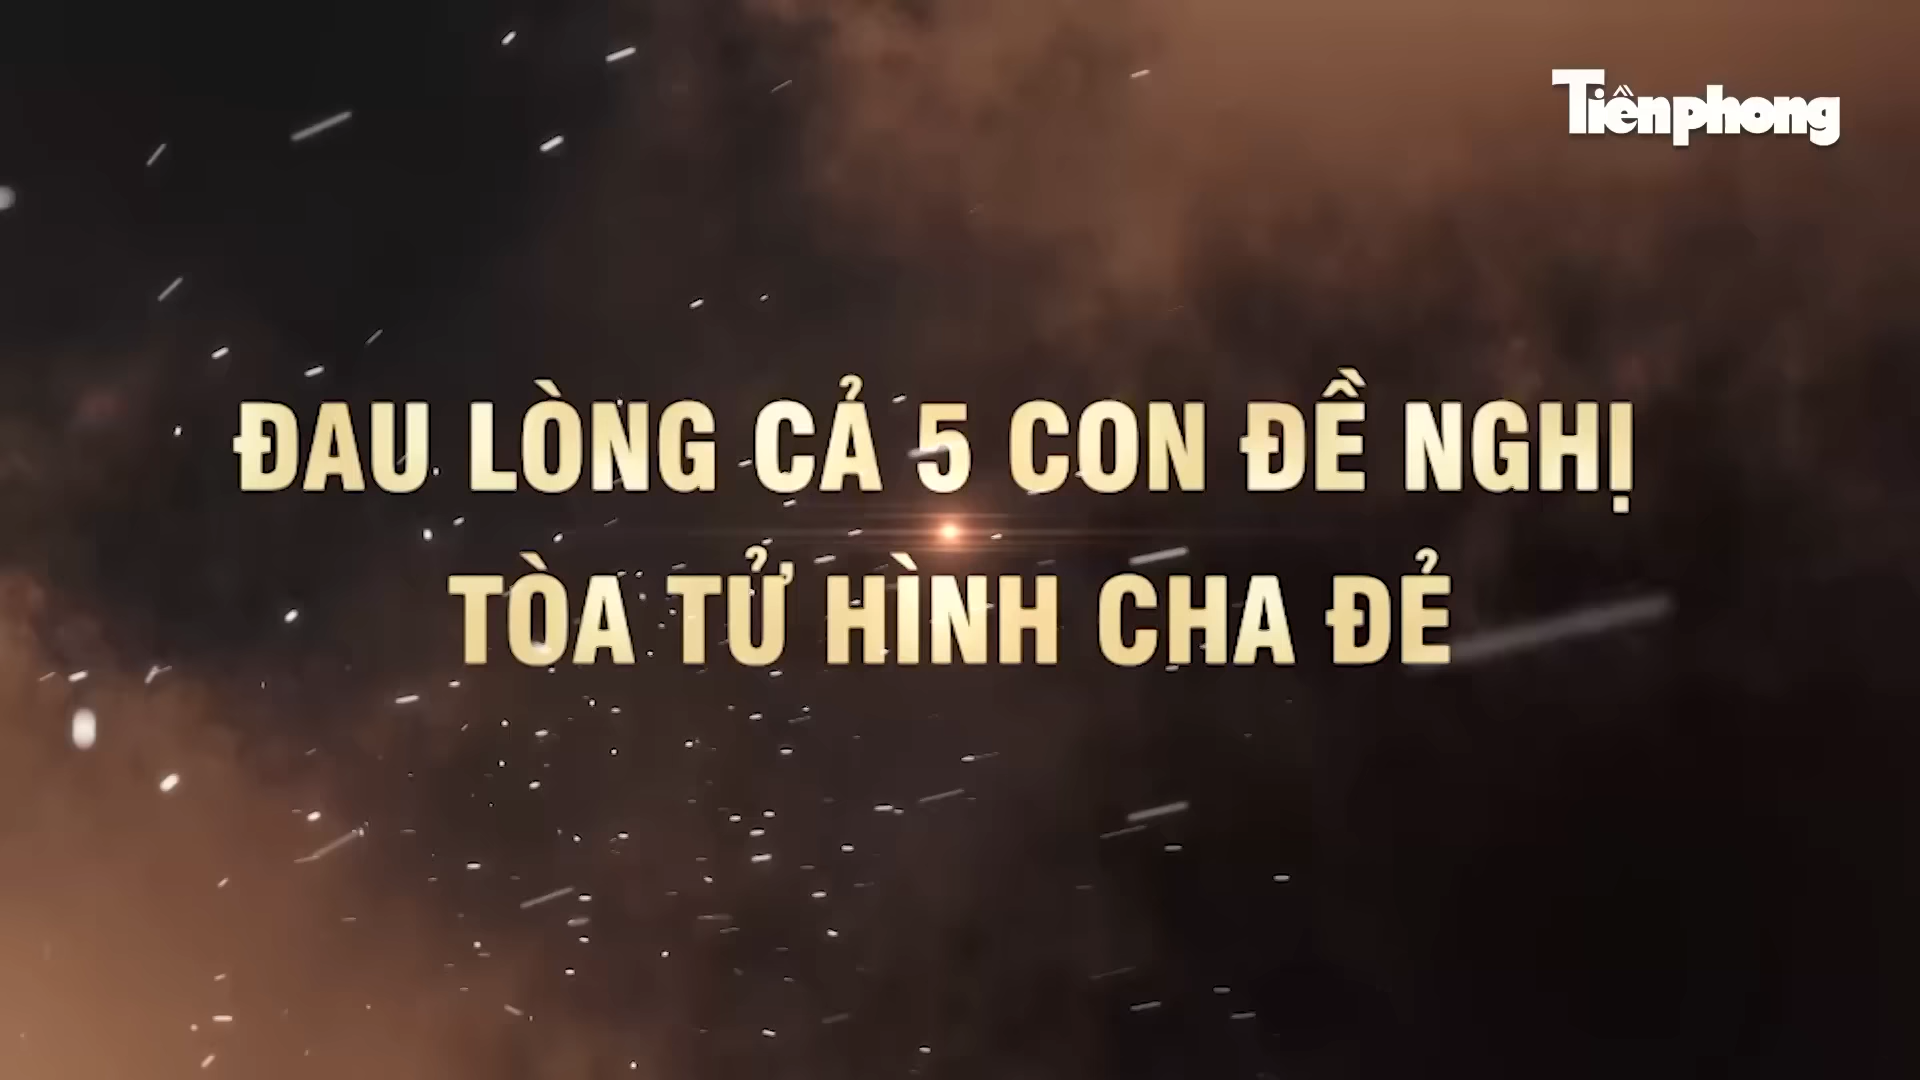 Tiềnphong
ĐAU LÒNG CẢ 5 CON ĐỀ NGHỊ
TÒA TỬ HÌNH CHA ĐẺ